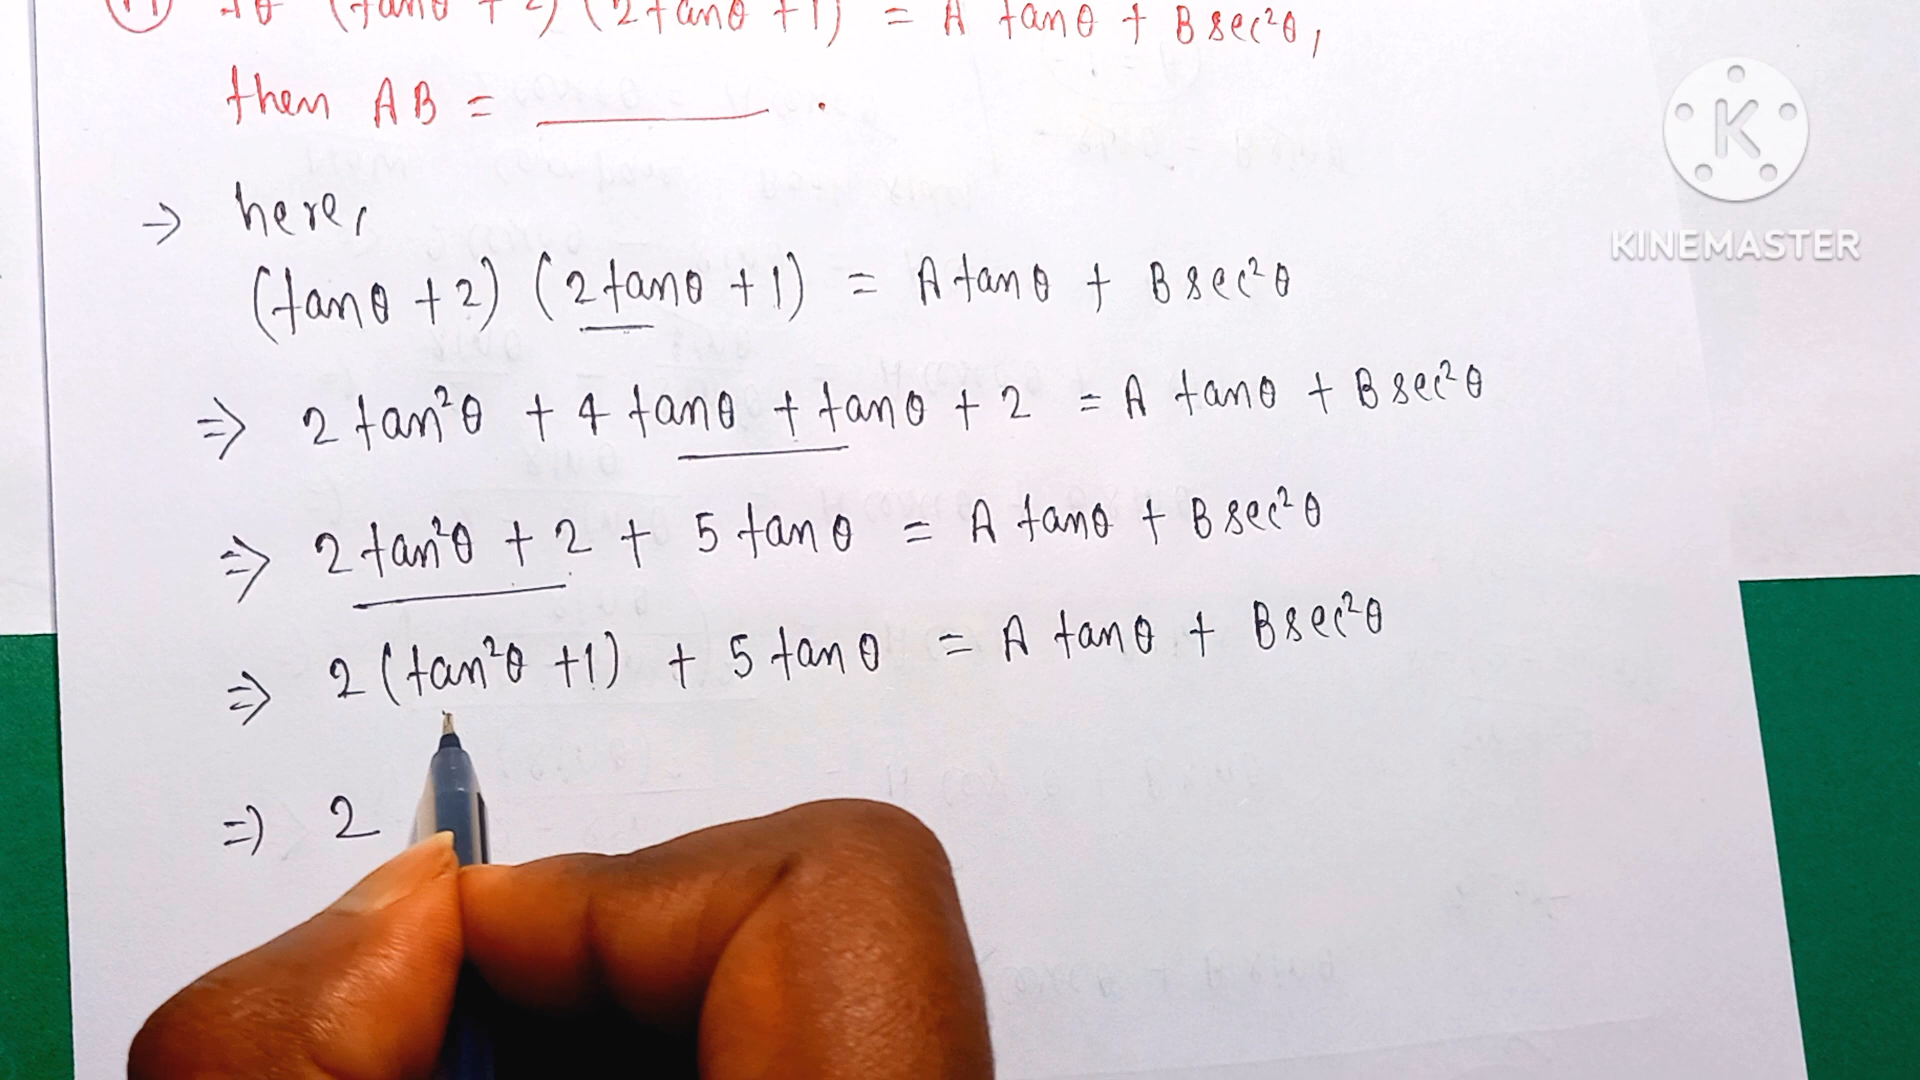 (tanθ + 2) (2tanθ + 1) = A tanθ + B sec²θ,
then AB = ______ .
K
KINEMASTER
→ here,
(tanθ + 2) (2tanθ + 1) = A tanθ + B sec²θ
⇒ 2 tan²θ + 4 tanθ + tanθ + 2 = A tanθ + B sec²θ
⇒ 2 tan²θ + 2 + 5 tanθ = A tanθ + B sec²θ
⇒ 2 (tan²θ + 1) + 5 tanθ = A tanθ + B sec²θ
⇒ 2